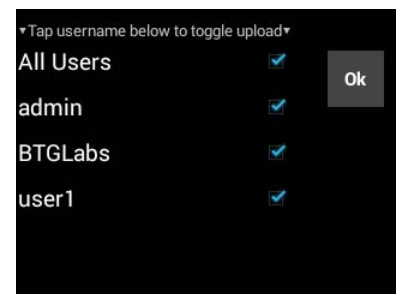 ▾Tap username below to toggle upload▾
All Users
Ok
admin
BTGLabs
user1